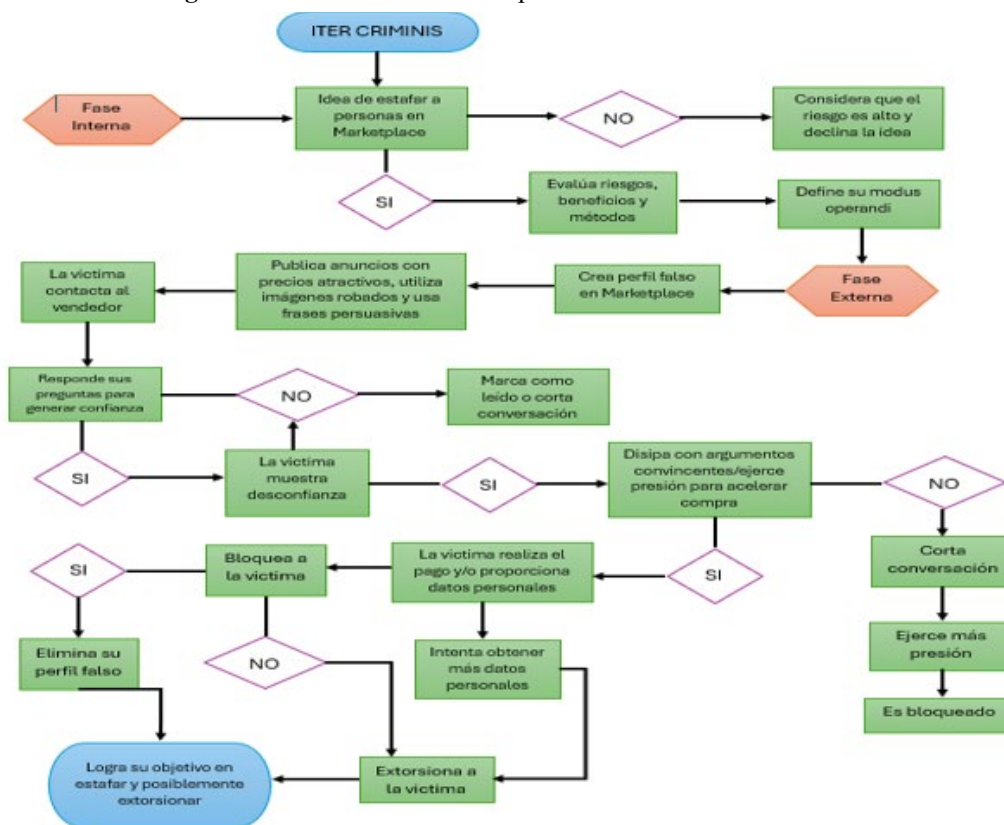 ITER CRIMINIS
Fase
Interna
Idea de estafar a
personas en
Marketplace
NO
Considera que el
riesgo es alto y
declina la idea
SI
Evalúa riesgos,
beneficios y
métodos
Define su modus
operandi
La victima
contacta al
vendedor
Publica anuncios con
precios atractivos, utiliza
imágenes robados y usa
frases persuasivas
Crea perfil falso
en Marketplace
Fase
Externa
Responde sus
preguntas para
generar confianza
NO
Marca como
leído o corta
conversación
SI
La victima
muestra
desconfianza
SI
Disipa con argumentos
convincentes/ejerce
presión para acelerar
compra
NO
SI
Bloquea a
la victima
La victima realiza el
pago y/o proporciona
datos personales
SI
Corta
conversación
Elimina su
perfil falso
NO
Intenta obtener
más datos
personales
Ejerce más
presión
Es bloqueado
Logra su objetivo en
estafar y posiblemente
extorsionar
Extorsiona a
la victima